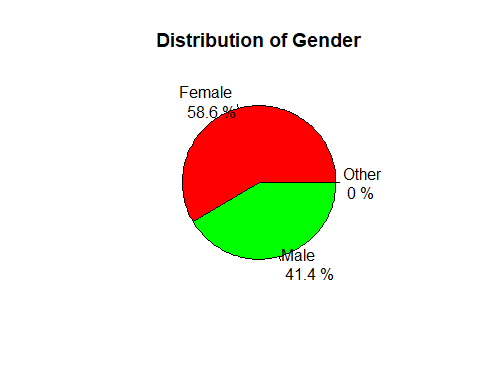 Distribution of Gender
Female
58.6 %
Other
0 %
Male
41.4 %